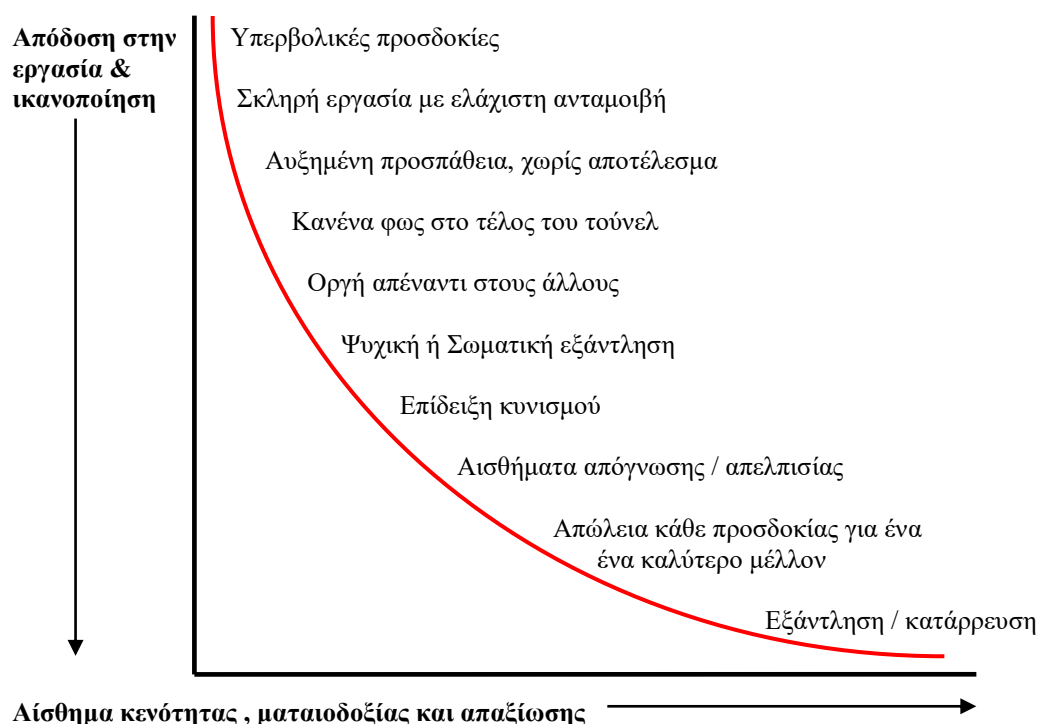 Απόδοση στην
εργασία &
ικανοποίηση
Υπερβολικές προσδοκίες
Σκληρή εργασία με ελάχιστη ανταμοιβή
Αυξημένη προσπάθεια, χωρίς αποτέλεσμα
Κανένα φως στο τέλος του τούνελ
Οργή απέναντι στους άλλους
Ψυχική ή Σωματική εξάντληση
Επίδειξη κυνισμού
Αισθήματα απόγνωσης / απελπισίας
Απώλεια κάθε προσδοκίας για ένα
ένα καλύτερο μέλλον
Εξάντληση / κατάρρευση
Αίσθημα κενότητας , ματαιοδοξίας και απαξίωσης